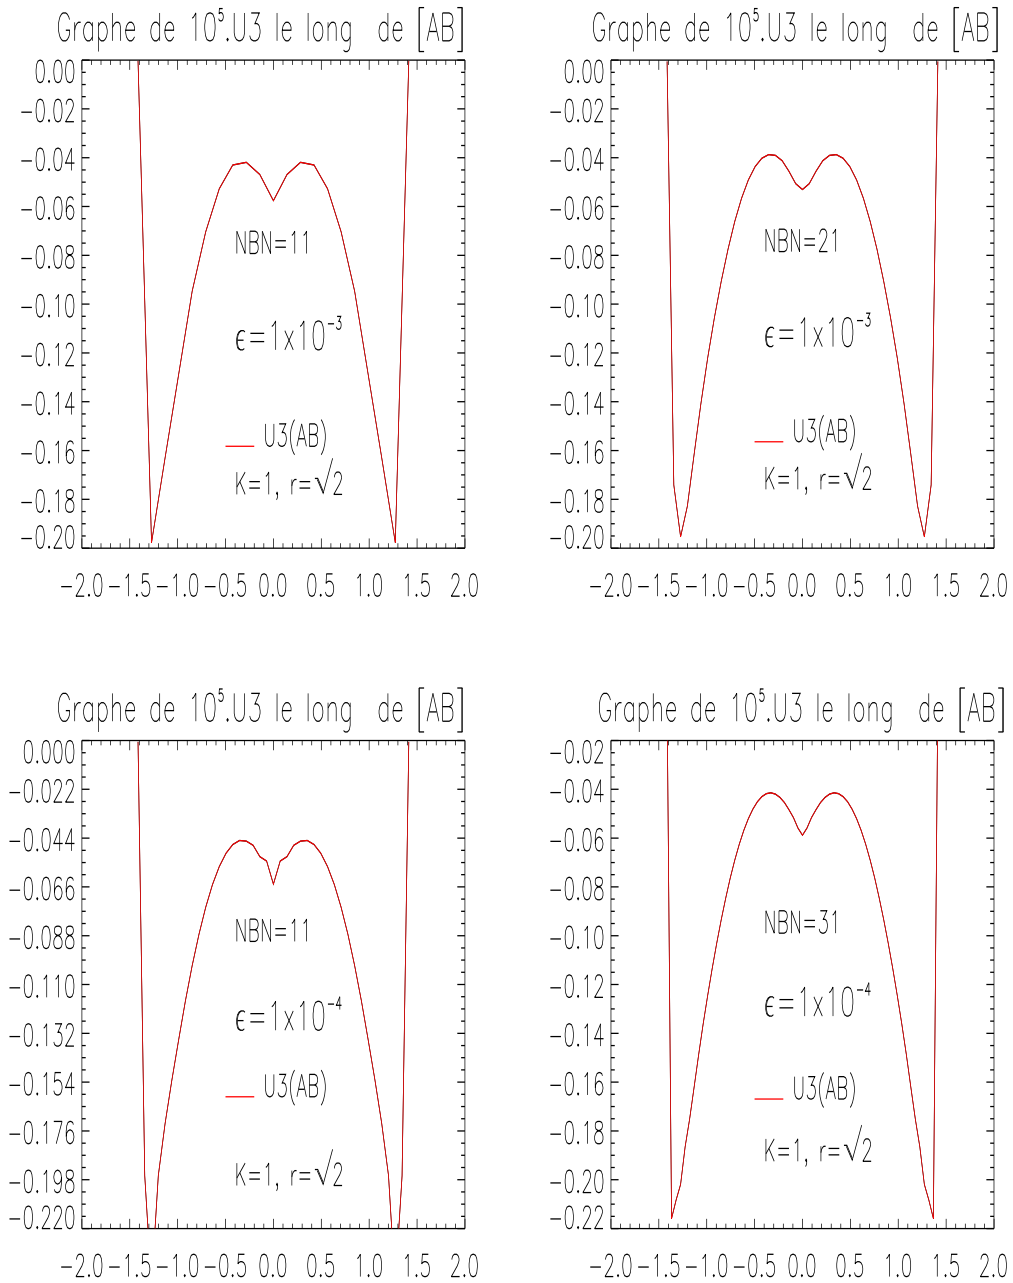 Graphe de 10⁵.U3 le long de [AB]
0.00
−0.02
−0.04
−0.06
−0.08
−0.10
−0.12
−0.14
−0.16
−0.18
−0.20
NBN=11
ϵ=1x10⁻³
U3(AB)
K=1, r=√2
−2.0 −1.5 −1.0 −0.5 0.0 0.5 1.0 1.5 2.0
Graphe de 10⁵.U3 le long de [AB]
0.00
−0.02
−0.04
−0.06
−0.08
−0.10
−0.12
−0.14
−0.16
−0.18
−0.20
NBN=21
ϵ=1x10⁻³
U3(AB)
K=1, r=√2
−2.0 −1.5 −1.0 −0.5 0.0 0.5 1.0 1.5 2.0
Graphe de 10⁵.U3 le long de [AB]
0.000
−0.022
−0.044
−0.066
−0.088
−0.110
−0.132
−0.154
−0.176
−0.198
−0.220
NBN=11
ϵ=1x10⁻⁴
U3(AB)
K=1, r=√2
−2.0 −1.5 −1.0 −0.5 0.0 0.5 1.0 1.5 2.0
Graphe de 10⁵.U3 le long de [AB]
−0.02
−0.04
−0.06
−0.08
−0.10
−0.12
−0.14
−0.16
−0.18
−0.20
−0.22
NBN=31
ϵ=1x10⁻⁴
U3(AB)
K=1, r=√2
−2.0 −1.5 −1.0 −0.5 0.0 0.5 1.0 1.5 2.0